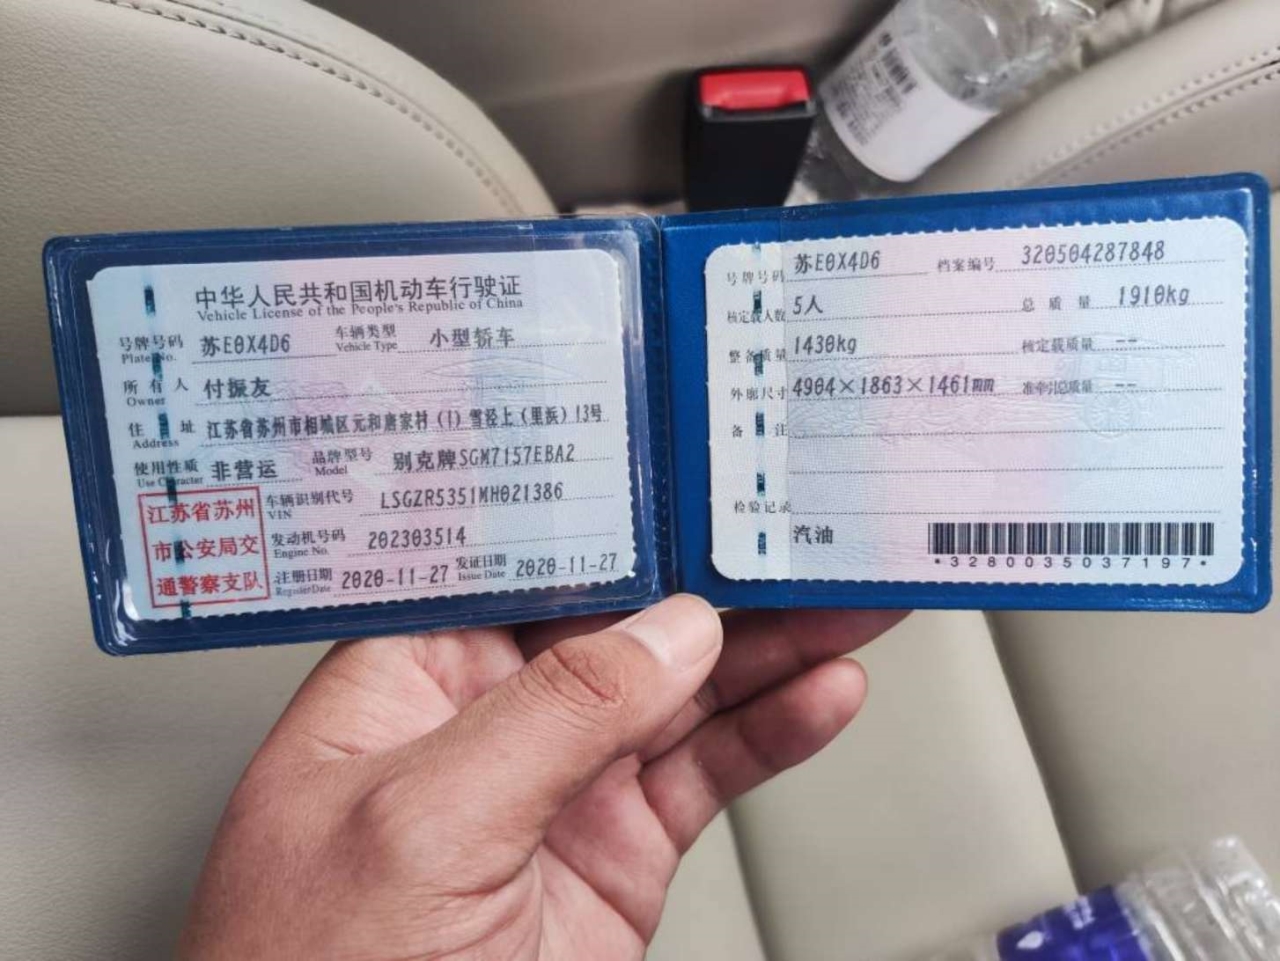 中华人民共和国机动车行驶证
Vehicle License of the People's Republic of China
号牌号码 苏E0X4D6 车辆类型 小型轿车
Plate No. Vehicle Type
所有人 付振友
Owner
住址 江苏省苏州市相城区元和唐家村(1)雪泾上(里浜)13号
Address
使用性质 非营运 品牌型号 别克牌SGM7157EBA2
Use Character Model
江苏省苏州
市公安局交
通警察支队
车辆识别代号 LSGZR5351MH021386
VIN
发动机号码 202303514
Engine No.
注册日期 2020-11-27 发证日期 2020-11-27
Register Date Issue Date
号牌号码 苏E0X4D6 档案编号 320504287848
核定载人数 5人 总质量 1910kg
整备质量 1430kg 核定载质量 --
外廓尺寸 4904×1863×1461mm 准牵引总质量 --
备注
检验记录
汽油
*3280035037197*